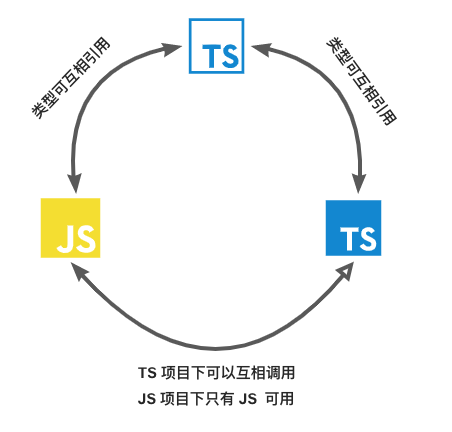 TS
类型可互相引用
类型可互相引用
JS
TS
TS 项目下可以互相调用
JS 项目下只有 JS 可用